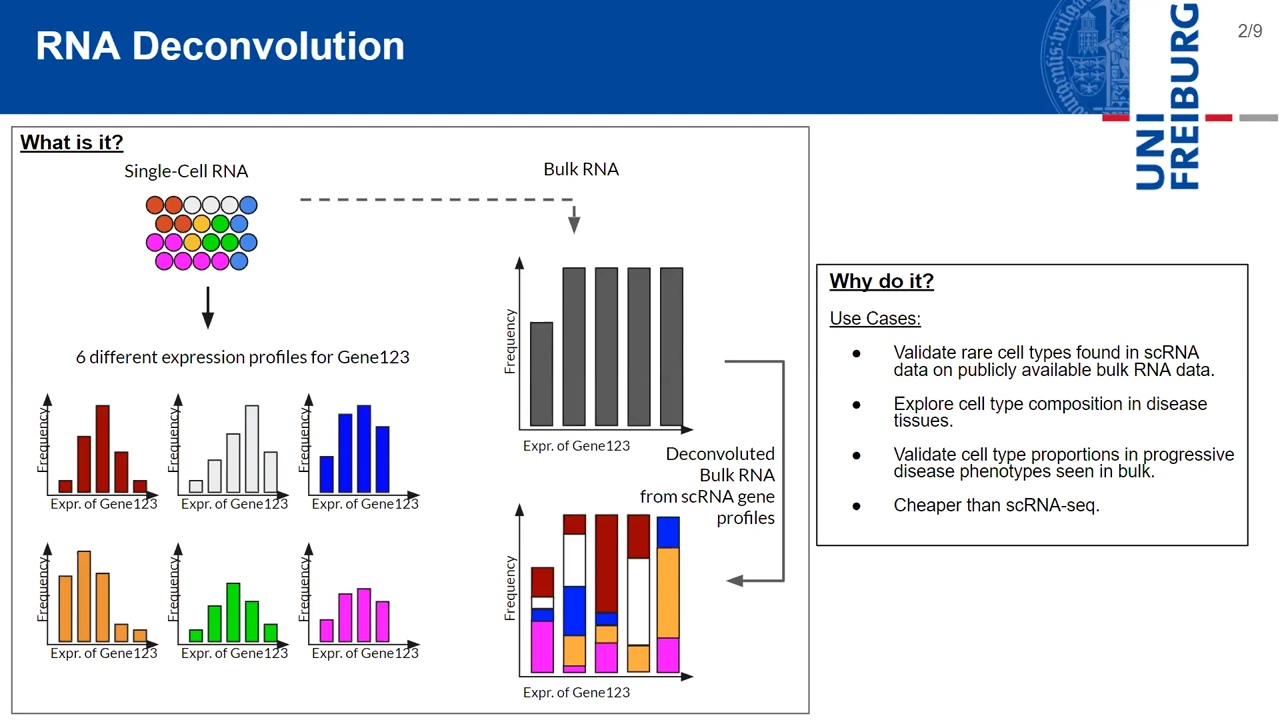 RNA Deconvolution
2/9
UNI
FREIBURG
What is it?
Single-Cell RNA
Bulk RNA
6 different expression profiles for Gene123
Frequency
Expr. of Gene123
Frequency
Expr. of Gene123
Frequency
Expr. of Gene123
Frequency
Expr. of Gene123
Frequency
Expr. of Gene123
Frequency
Expr. of Gene123
Frequency
Expr. of Gene123
Deconvoluted
Bulk RNA
from scRNA gene
profiles
Frequency
Expr. of Gene123
Why do it?
Use Cases:
● Validate rare cell types found in scRNA
data on publicly available bulk RNA data.
● Explore cell type composition in disease
tissues.
● Validate cell type proportions in progressive
disease phenotypes seen in bulk.
● Cheaper than scRNA-seq.